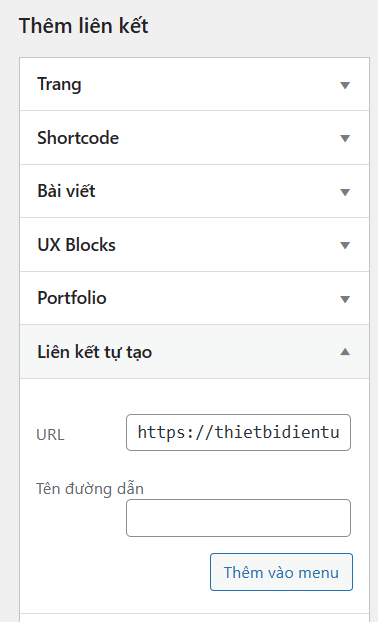 Thêm liên kết
Trang
Shortcode
Bài viết
UX Blocks
Portfolio
Liên kết tự tạo
URL https://thietbidientu
Tên đường dẫn
Thêm vào menu